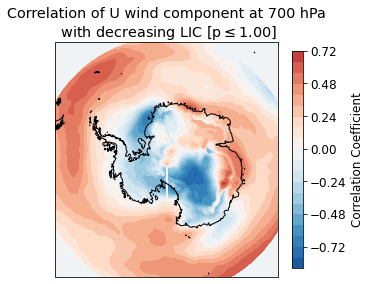 Correlation of U wind component at 700 hPa
with decreasing LIC [p ≤ 1.00]
0.72
0.48
0.24
0.00
−0.24
−0.48
−0.72
Correlation Coefficient